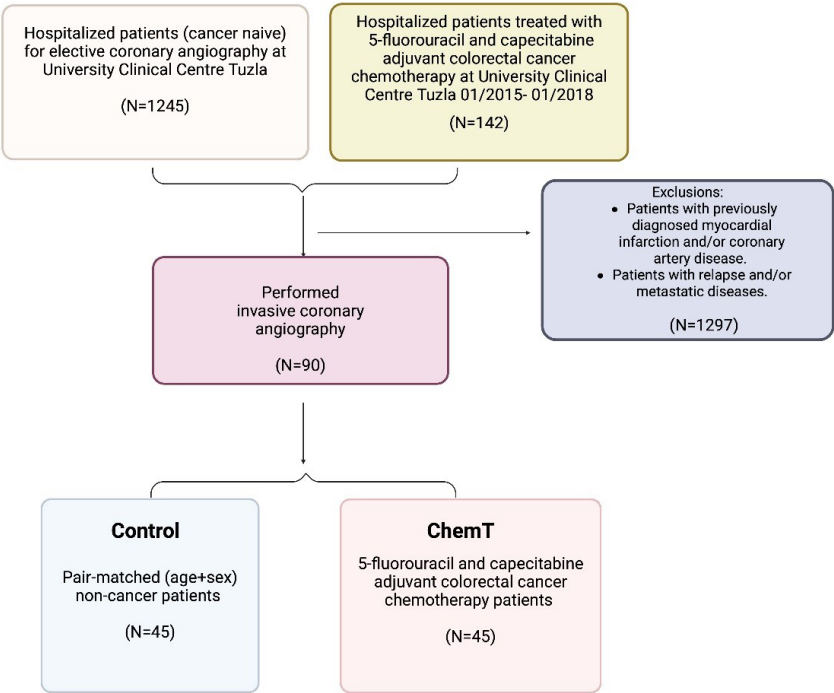 Hospitalized patients (cancer naive)
for elective coronary angiography at
University Clinical Centre Tuzla
(N=1245)
Hospitalized patients treated with
5-fluorouracil and capecitabine
adjuvant colorectal cancer
chemotherapy at University Clinical
Centre Tuzla 01/2015- 01/2018
(N=142)
Exclusions:
• Patients with previously
diagnosed myocardial
infarction and/or coronary
artery disease.
• Patients with relapse and/or
metastatic diseases.
(N=1297)
Performed
invasive coronary
angiography
(N=90)
Control
Pair-matched (age+sex)
non-cancer patients
(N=45)
ChemT
5-fluorouracil and capecitabine
adjuvant colorectal cancer
chemotherapy patients
(N=45)